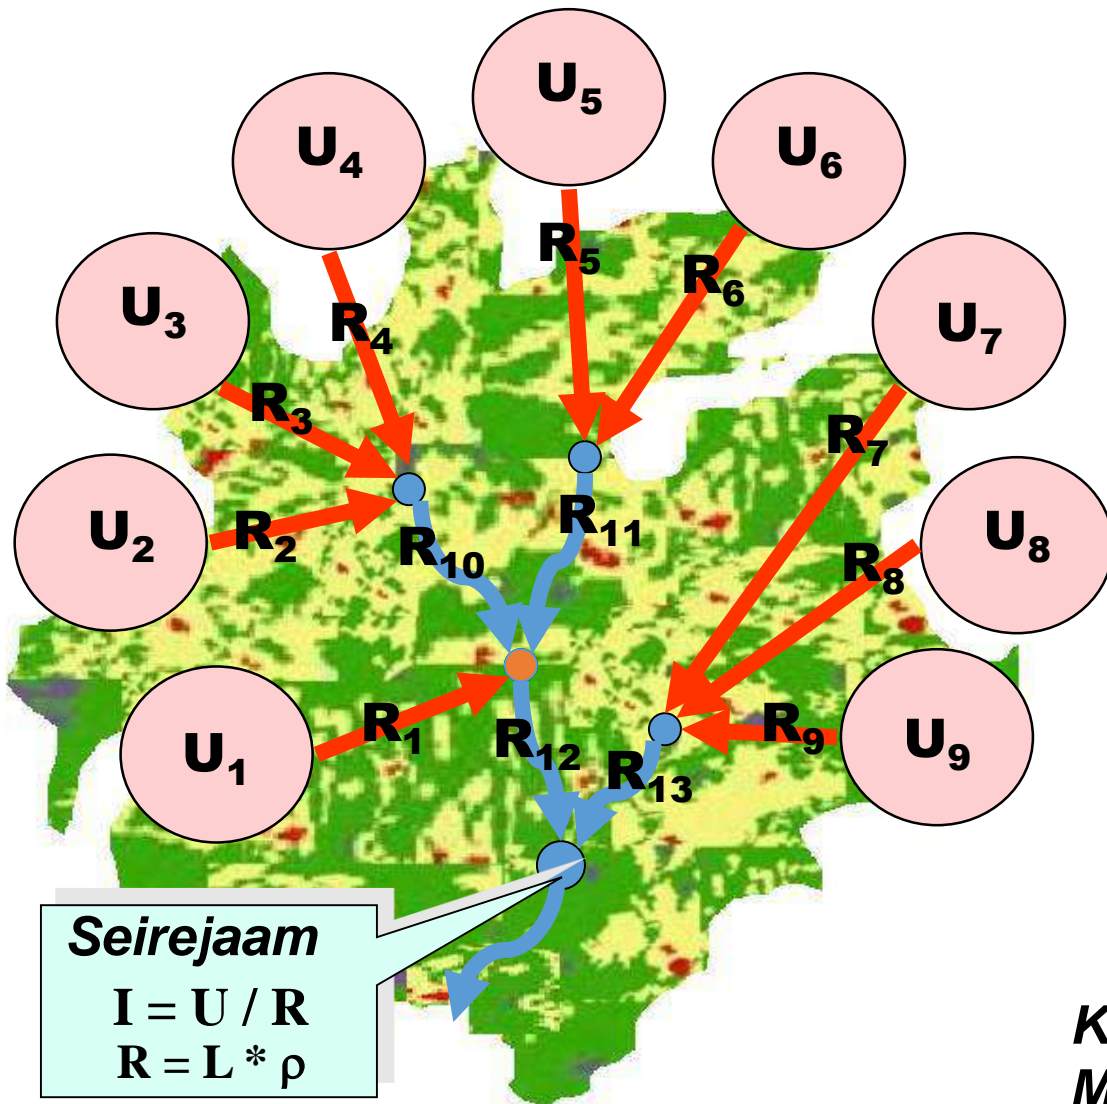 U5
U4
U6
R5
R6
U3
R4
U7
R3
R7
U2
R2
R11
R10
U8
R8
R1
R12
R9
U1
R13
U9
Seirejaam
I = U / R
R = L * ρ
K
M